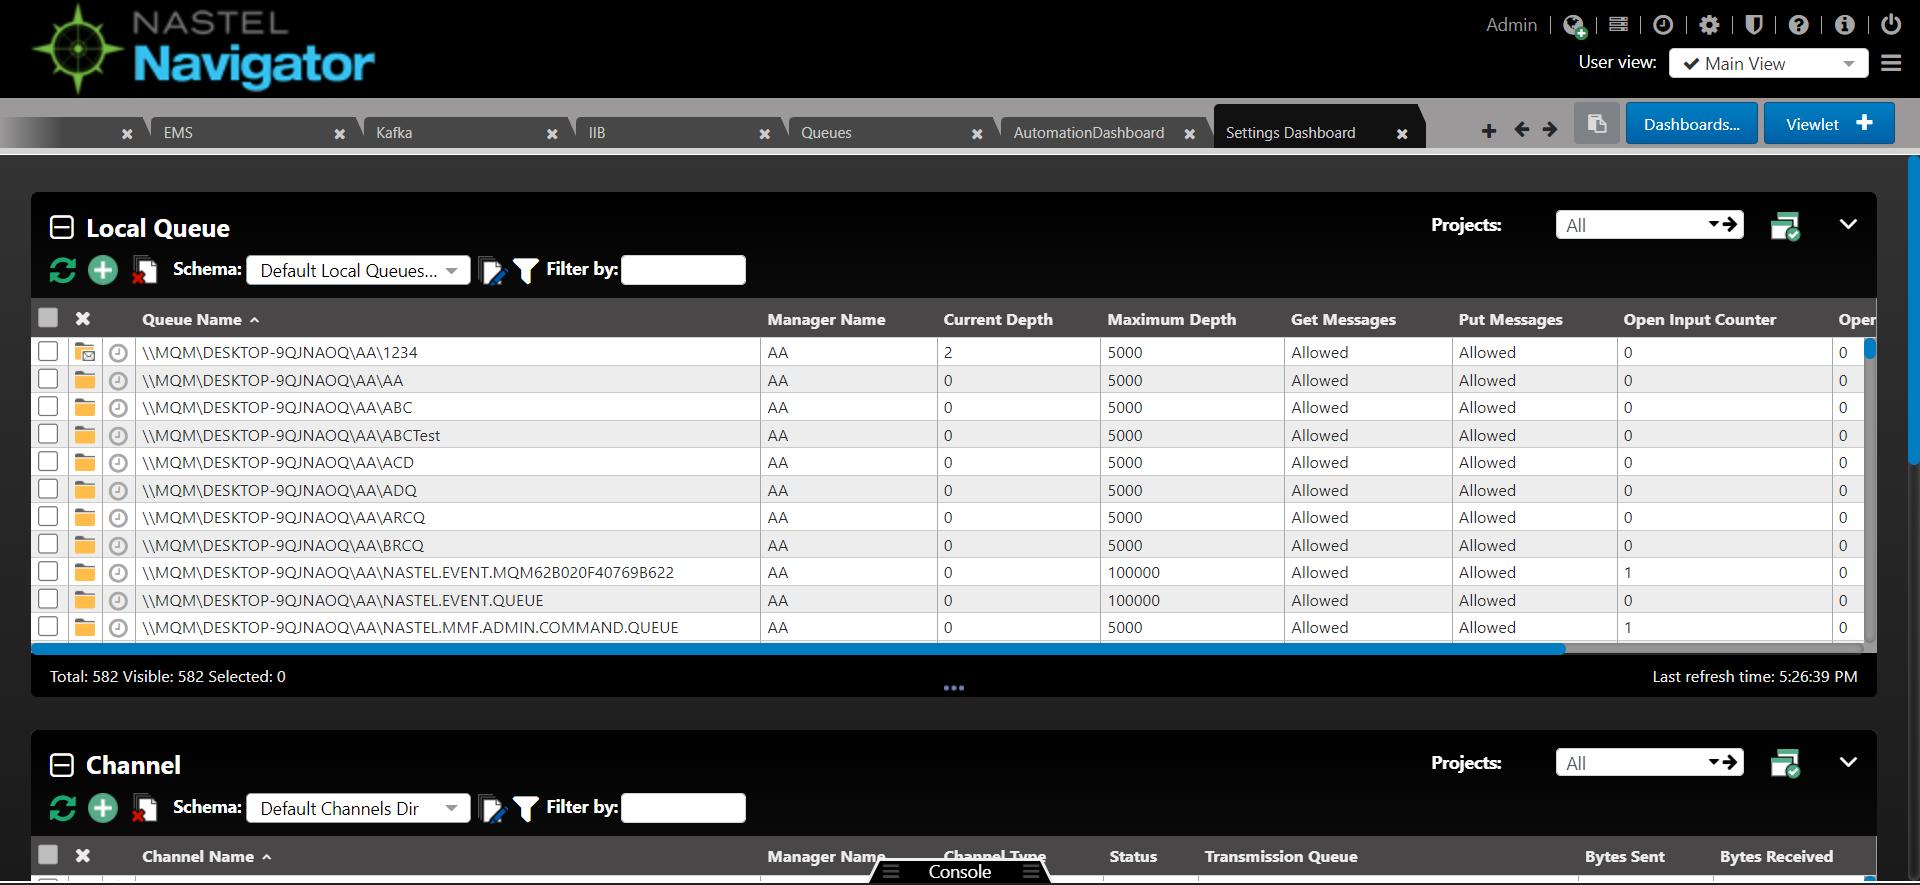 NASTEL
Navigator
Admin
User view: Main View
EMS Kafka IIB Queues AutomationDashboard Settings Dashboard Dashboards... Viewlet
Local Queue Projects: All
Schema: Default Local Queues... Filter by:
Queue Name Manager Name Current Depth Maximum Depth Get Messages Put Messages Open Input Counter Oper
\\MQM\DESKTOP-9QJNAOQ\AA\1234 AA 2 5000 Allowed Allowed 0 0
\\MQM\DESKTOP-9QJNAOQ\AA\AA AA 0 5000 Allowed Allowed 0 0
\\MQM\DESKTOP-9QJNAOQ\AA\ABC AA 0 5000 Allowed Allowed 0 0
\\MQM\DESKTOP-9QJNAOQ\AA\ABCTest AA 0 5000 Allowed Allowed 0 0
\\MQM\DESKTOP-9QJNAOQ\AA\ACD AA 0 5000 Allowed Allowed 0 0
\\MQM\DESKTOP-9QJNAOQ\AA\ADQ AA 0 5000 Allowed Allowed 0 0
\\MQM\DESKTOP-9QJNAOQ\AA\ARCQ AA 0 5000 Allowed Allowed 0 0
\\MQM\DESKTOP-9QJNAOQ\AA\BRCQ AA 0 5000 Allowed Allowed 0 0
\\MQM\DESKTOP-9QJNAOQ\AA\NASTEL.EVENT.MQM62B020F40769B622 AA 0 100000 Allowed Allowed 1 0
\\MQM\DESKTOP-9QJNAOQ\AA\NASTEL.EVENT.QUEUE AA 0 100000 Allowed Allowed 0 0
\\MQM\DESKTOP-9QJNAOQ\AA\NASTEL.MMF.ADMIN.COMMAND.QUEUE AA 0 5000 Allowed Allowed 1 0
Total: 582 Visible: 582 Selected: 0 Last refresh time: 5:26:39 PM
Channel Projects: All
Schema: Default Channels Dir Filter by:
Channel Name Manager Name Channel Type Status Transmission Queue Bytes Sent Bytes Received
Console